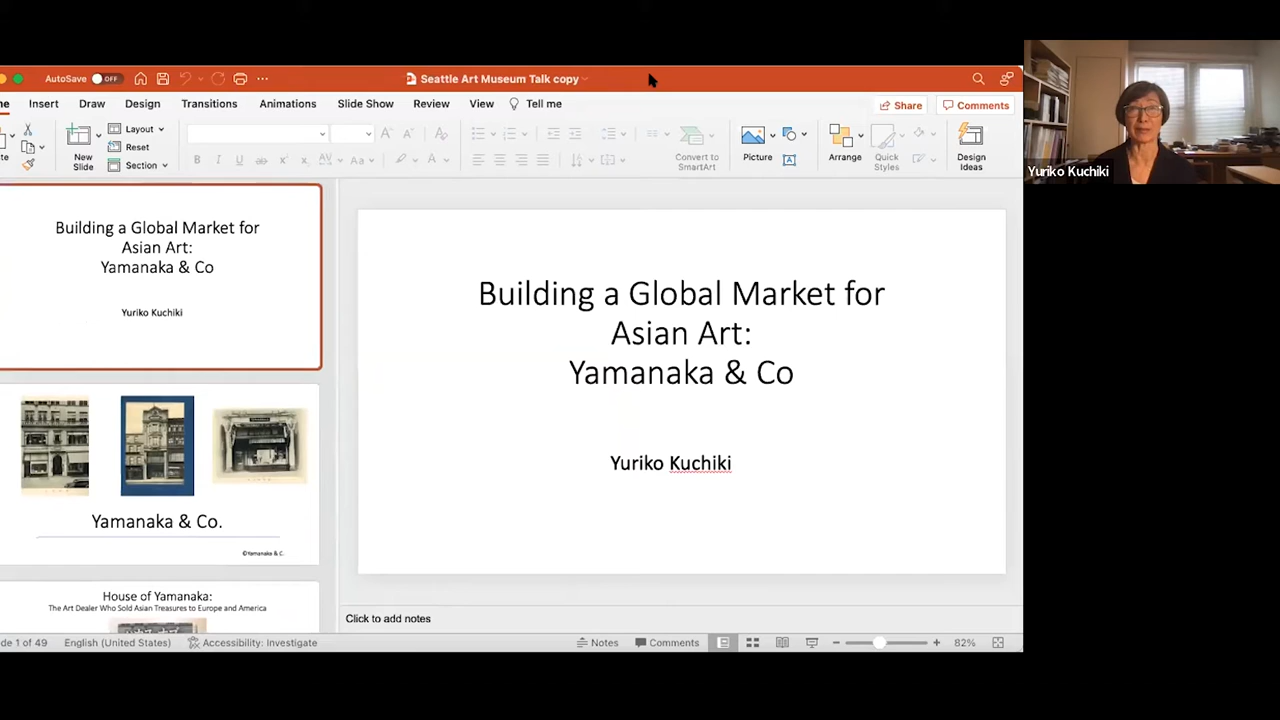 AutoSave OFF
Seattle Art Museum Talk copy
Insert Draw Design Transitions Animations Slide Show Review View Tell me
Share Comments
New Slide
Layout
Reset
Section
Convert to SmartArt
Picture
Arrange
Quick Styles
Design Ideas
Yuriko Kuchiki
Building a Global Market for
Asian Art:
Yamanaka & Co
Yuriko Kuchiki
Yamanaka & Co.
©Yamanaka & C.
House of Yamanaka:
The Art Dealer Who Sold Asian Treasures to Europe and America
Building a Global Market for
Asian Art:
Yamanaka & Co
Yuriko Kuchiki
Click to add notes
de 1 of 49 English (United States) Accessibility: Investigate Notes Comments 82%